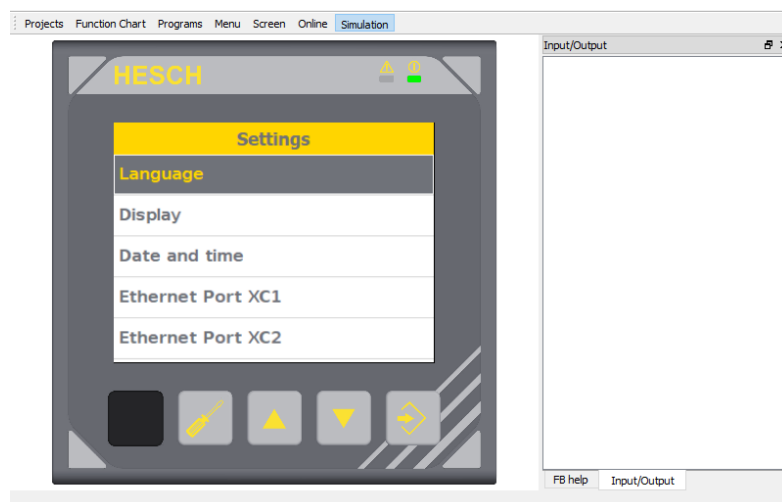 Projects Function Chart Programs Menu Screen Online Simulation
Input/Output
HESCH
Settings
Language
Display
Date and time
Ethernet Port XC1
Ethernet Port XC2
FB help Input/Output